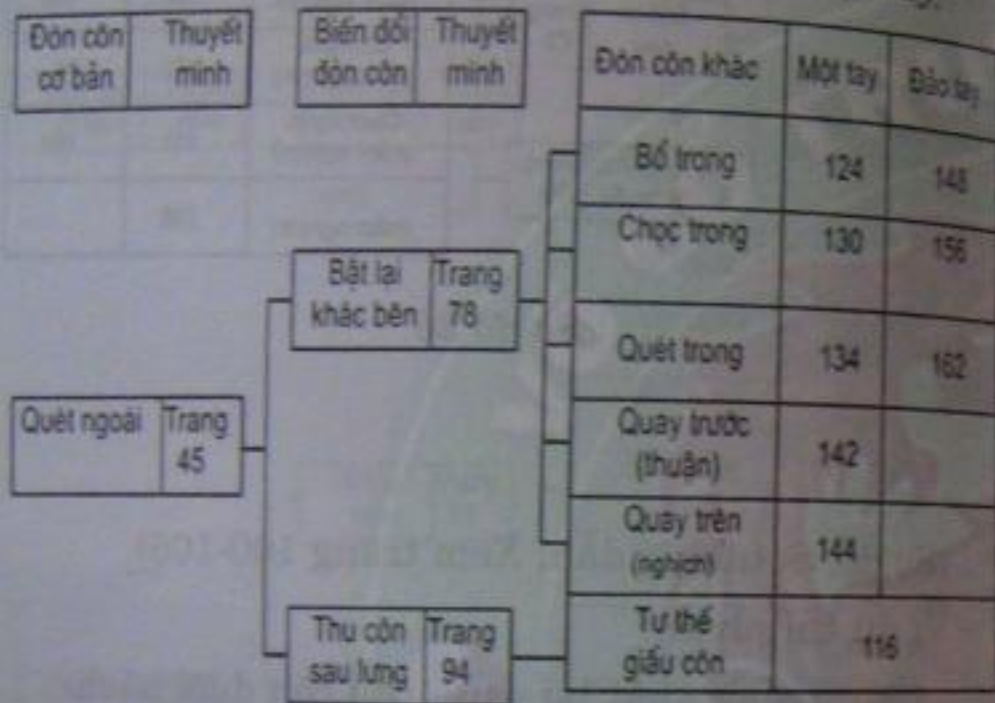 Đòn côn Thuyết
cơ bản minh
Biến đổi Thuyết
đòn côn minh
Đòn côn khác Một tay Đảo tay
Bổ trong 124 148
Chọc trong 130 156
Quét trong 134 162
Quay trước
(thuận) 142
Quay trên
(nghịch) 144
Tư thế
giấu côn 116
Bật lại Trang
khác bên 78
Quét ngoài Trang
45
Thu côn Trang
sau lưng 94